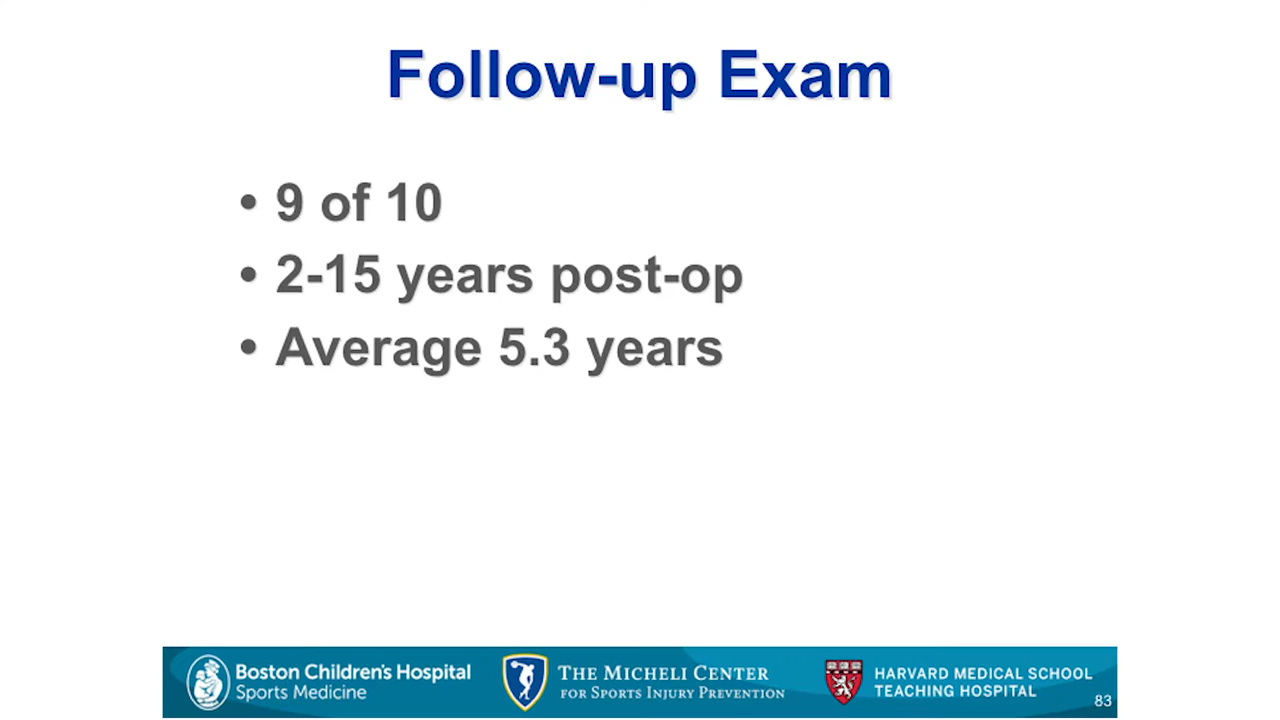 Follow-up Exam
• 9 of 10
• 2-15 years post-op
• Average 5.3 years
Boston Children's Hospital
Sports Medicine
THE MICHELI CENTER
FOR SPORTS INJURY PREVENTION
HARVARD MEDICAL SCHOOL
TEACHING HOSPITAL
83